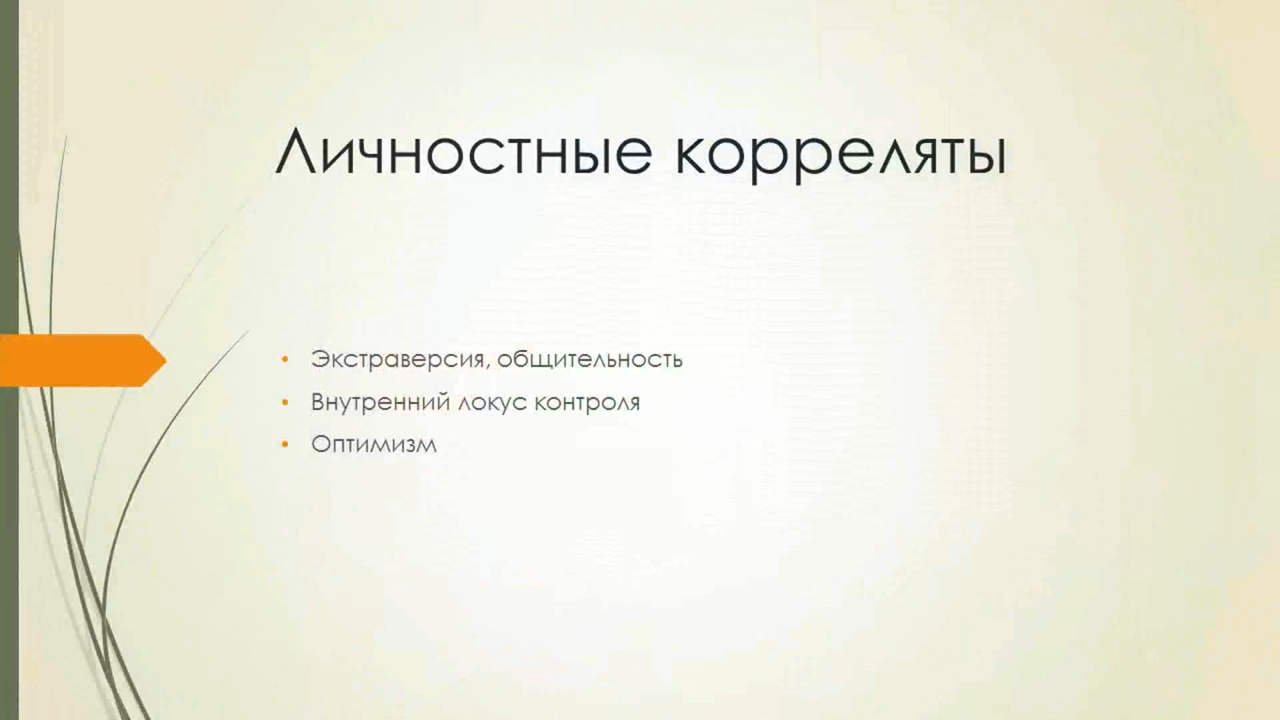 Личностные корреляты
• Экстраверсия, общительность
• Внутренний локус контроля
• Оптимизм